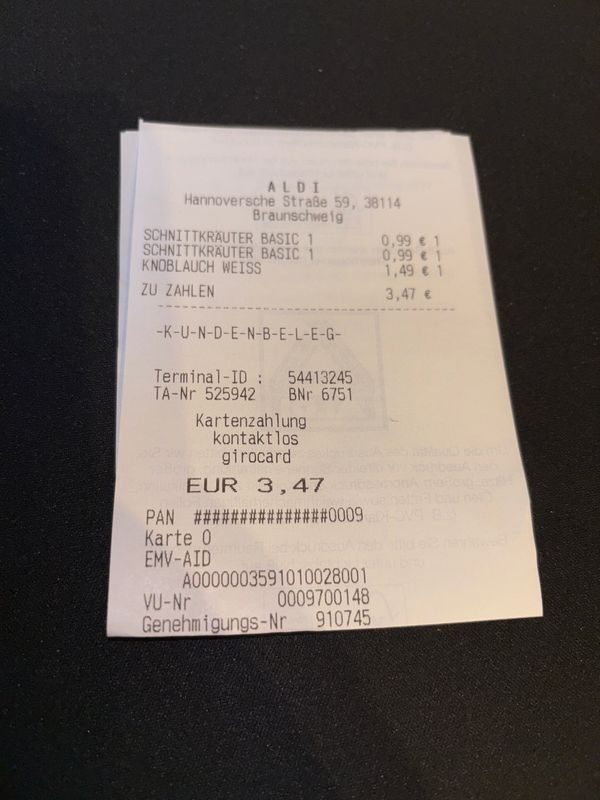 ALDI
Hannoversche Straße 59, 38114
Braunschweig
SCHNITTKRÄUTER BASIC 1 0,99 € 1
SCHNITTKRÄUTER BASIC 1 0,99 € 1
KNOBLAUCH WEISS 1,49 € 1
ZU ZAHLEN 3,47 €
-K-U-N-D-E-N-B-E-L-E-G-
Terminal-ID : 54413245
TA-Nr 525942 BNr 6751
Kartenzahlung
kontaktlos
girocard
EUR 3,47
PAN ###############0009
Karte 0
EMV-AID
A0000003591010028001
VU-Nr 0009700148
Genehmigungs-Nr 910745